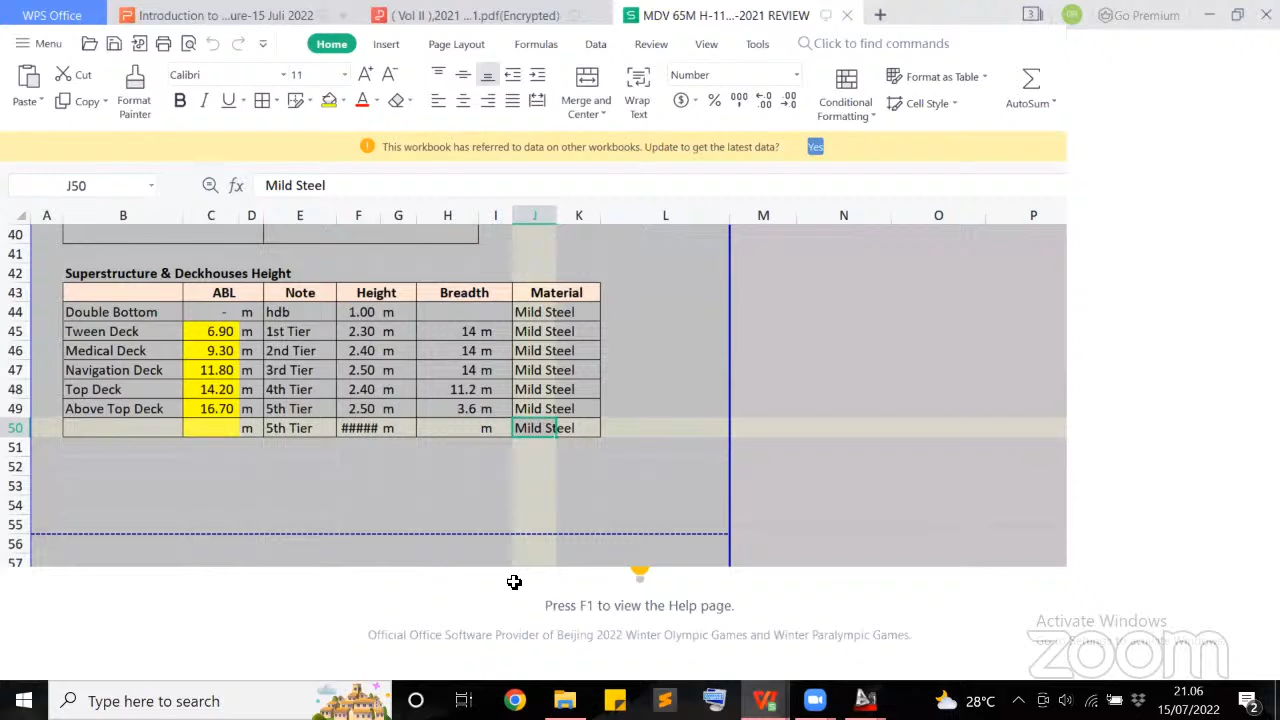 WPS Office
Introduction to ...ure-15 Juli 2022
( Vol II ),2021 ...1.pdf(Encrypted)
MDV 65M H-11...-2021 REVIEW
3
Go Premium
Menu
Home
Insert
Page Layout
Formulas
Data
Review
View
Tools
Click to find commands
Paste
Cut
Copy
Format Painter
Calibri
11
Merge and Center
Wrap Text
Number
Conditional Formatting
Format as Table
Cell Style
AutoSum
This workbook has referred to data on other workbooks. Update to get the latest data?
Yes
J50
fx
Mild Steel
A B C D E F G H I J K L M N O P
40
41
42 Superstructure & Deckhouses Height
43 ABL Note Height Breadth Material
44 Double Bottom - m hdb 1.00 m Mild Steel
45 Tween Deck 6.90 m 1st Tier 2.30 m 14 m Mild Steel
46 Medical Deck 9.30 m 2nd Tier 2.40 m 14 m Mild Steel
47 Navigation Deck 11.80 m 3rd Tier 2.50 m 14 m Mild Steel
48 Top Deck 14.20 m 4th Tier 2.40 m 11.2 m Mild Steel
49 Above Top Deck 16.70 m 5th Tier 2.50 m 3.6 m Mild Steel
50 m 5th Tier ##### m m Mild Steel
51
52
53
54
55
56
57
Press F1 to view the Help page.
Official Office Software Provider of Beijing 2022 Winter Olympic Games and Winter Paralympic Games.
Activate Windows
zoom
Type here to search
28°C
21.06
15/07/2022
2